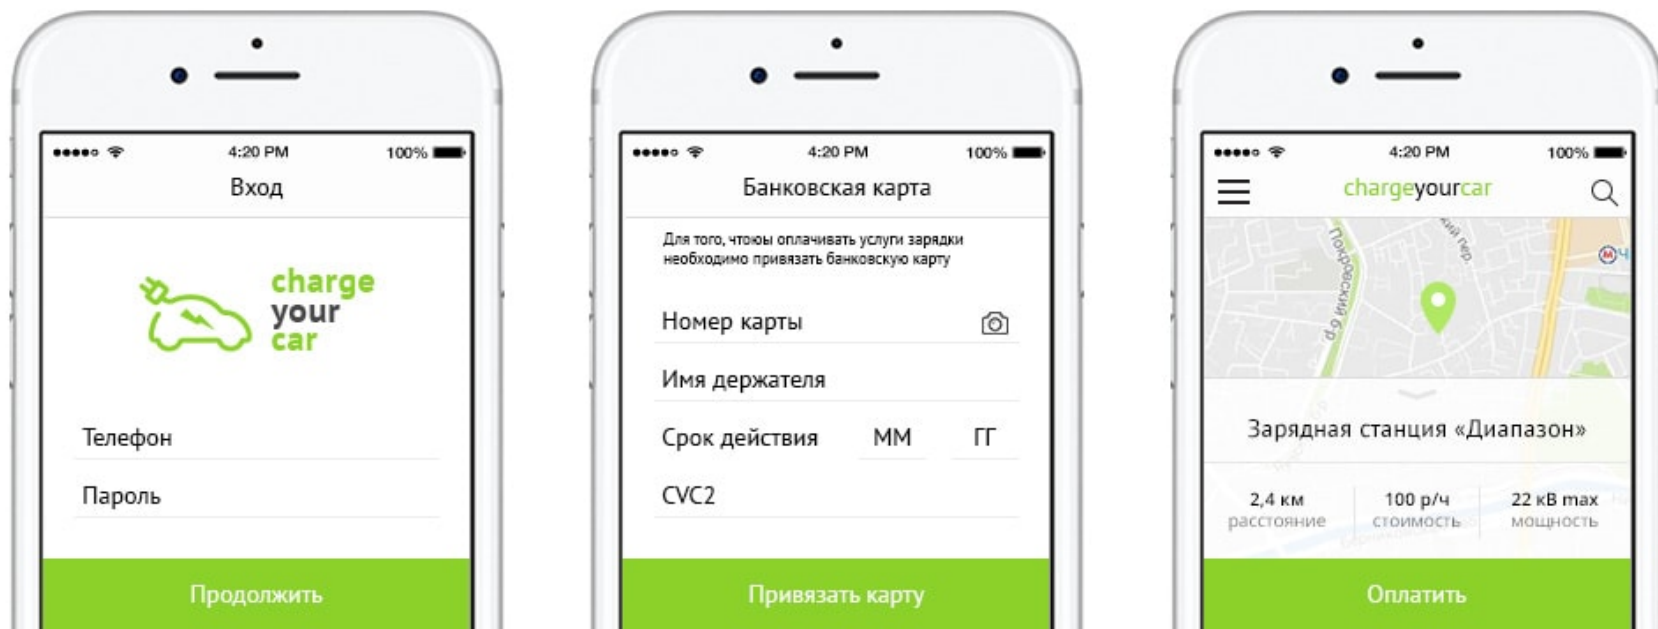 4:20 PM 100%
Вход
charge
your
car
Телефон
Пароль
Продолжить
4:20 PM 100%
Банковская карта
Для того, чтоюы оплачивать услуги зарядки
необходимо привязать банковскую карту
Номер карты
Имя держателя
Срок действия ММ ГГ
CVC2
Привязать карту
4:20 PM 100%
chargeyourcar
Покровский б-р
кий пер.
М Ч
Зарядная станция «Диапазон»
2,4 км 100 р/ч 22 кВ max
расстояние стоимость мощность
Оплатить